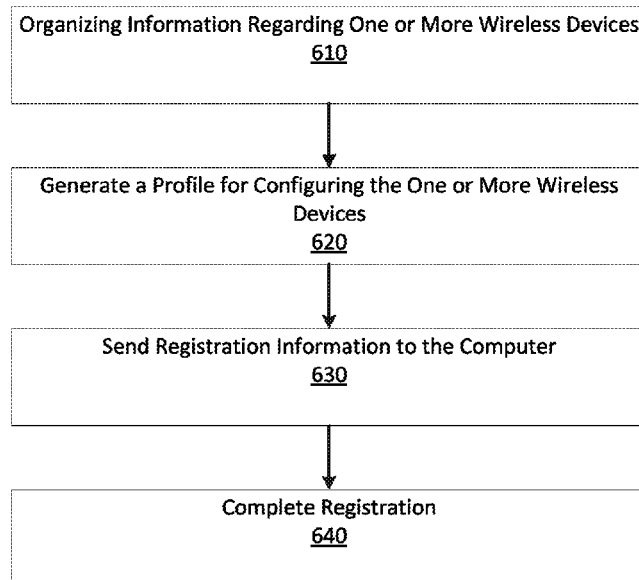 Organizing Information Regarding One or More Wireless Devices
610
Generate a Profile for Configuring the One or More Wireless
Devices
620
Send Registration Information to the Computer
630
Complete Registration
640